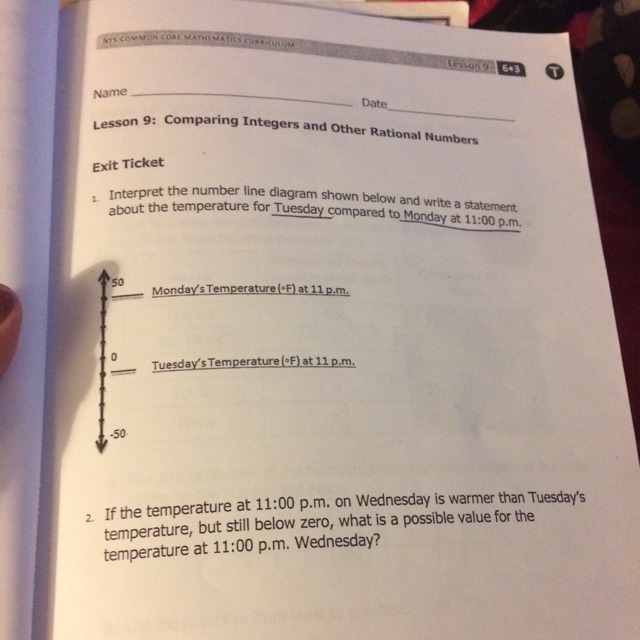 NYS COMMON CORE MATHEMATICS CURRICULUM
Lesson 9 6•3 T
Name
Date
Lesson 9: Comparing Integers and Other Rational Numbers
Exit Ticket
1. Interpret the number line diagram shown below and write a statement
about the temperature for Tuesday compared to Monday at 11:00 p.m.
50
Monday's Temperature (◦F) at 11 p.m.
0
Tuesday's Temperature (◦F) at 11 p.m.
-50
2. If the temperature at 11:00 p.m. on Wednesday is warmer than Tuesday's
temperature, but still below zero, what is a possible value for the
temperature at 11:00 p.m. Wednesday?